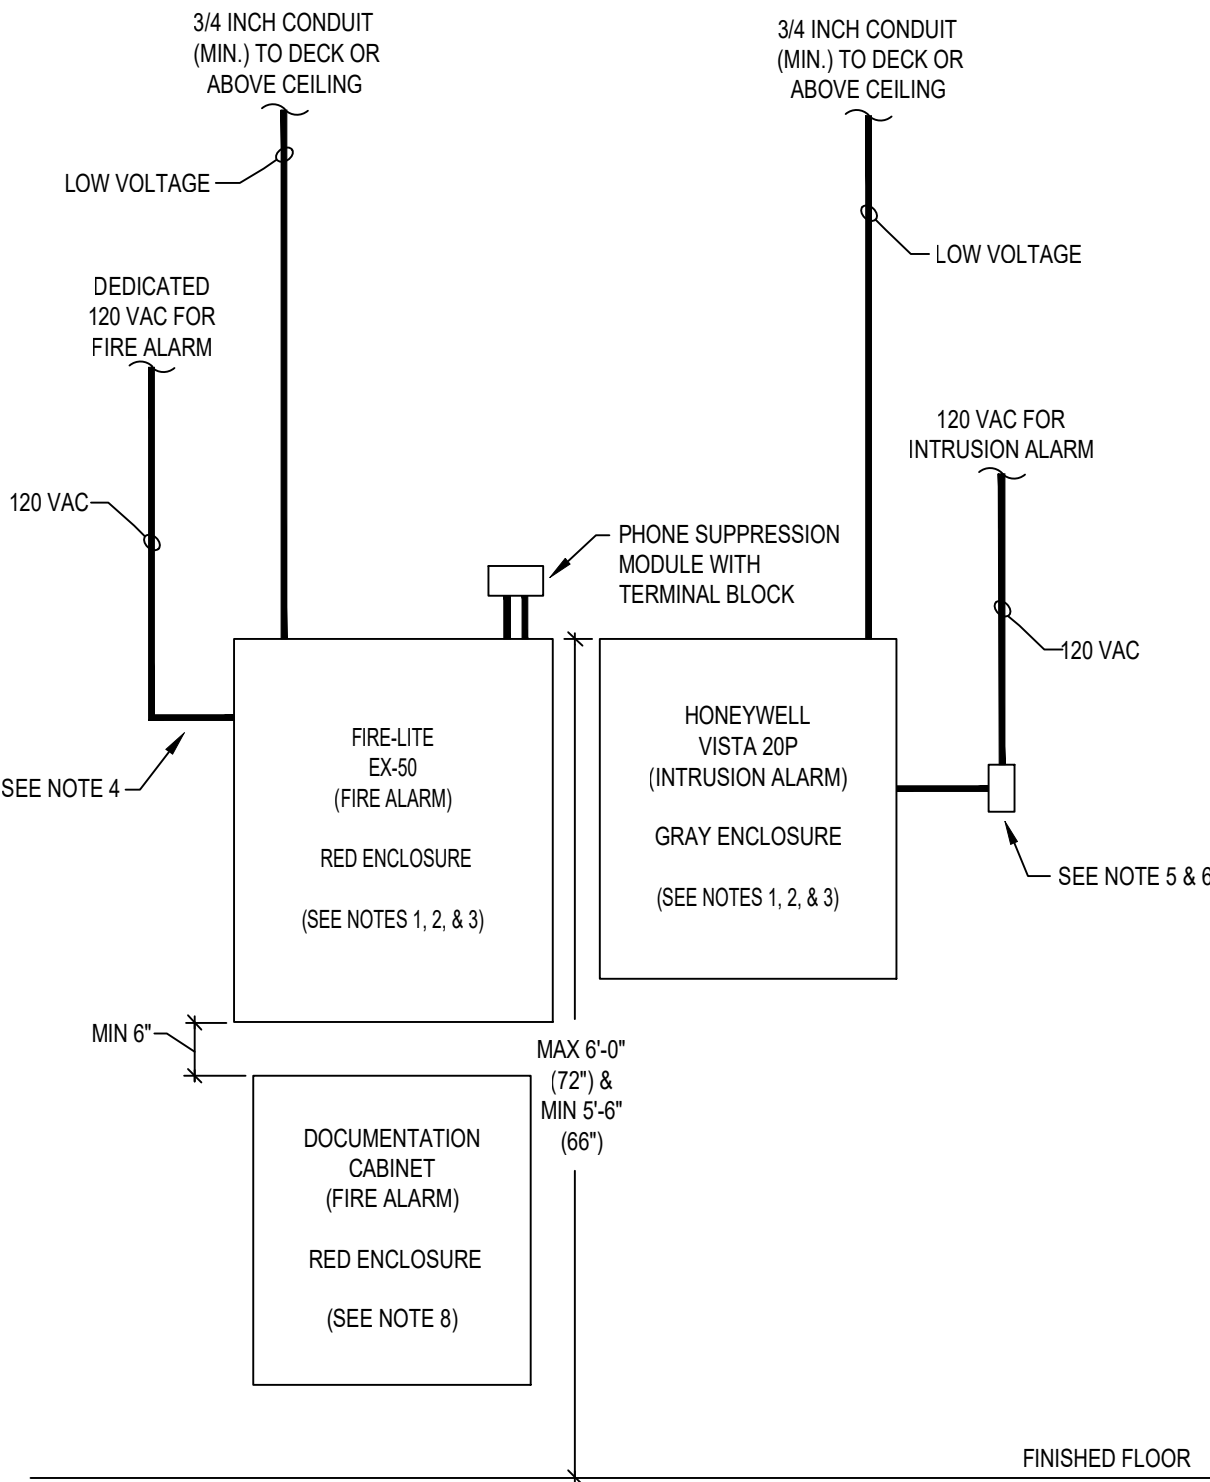 3/4 INCH CONDUIT
(MIN.) TO DECK OR
ABOVE CEILING
3/4 INCH CONDUIT
(MIN.) TO DECK OR
ABOVE CEILING
LOW VOLTAGE
LOW VOLTAGE
DEDICATED
120 VAC FOR
FIRE ALARM
120 VAC FOR
INTRUSION ALARM
120 VAC
PHONE SUPPRESSION
MODULE WITH
TERMINAL BLOCK
120 VAC
FIRE-LITE
EX-50
(FIRE ALARM)
RED ENCLOSURE
(SEE NOTES 1, 2, & 3)
HONEYWELL
VISTA 20P
(INTRUSION ALARM)
GRAY ENCLOSURE
(SEE NOTES 1, 2, & 3)
SEE NOTE 4
SEE NOTE 5 & 6
MIN 6"
MAX 6'-0"
(72") &
MIN 5'-6"
(66")
DOCUMENTATION
CABINET
(FIRE ALARM)
RED ENCLOSURE
(SEE NOTE 8)
FINISHED FLOOR